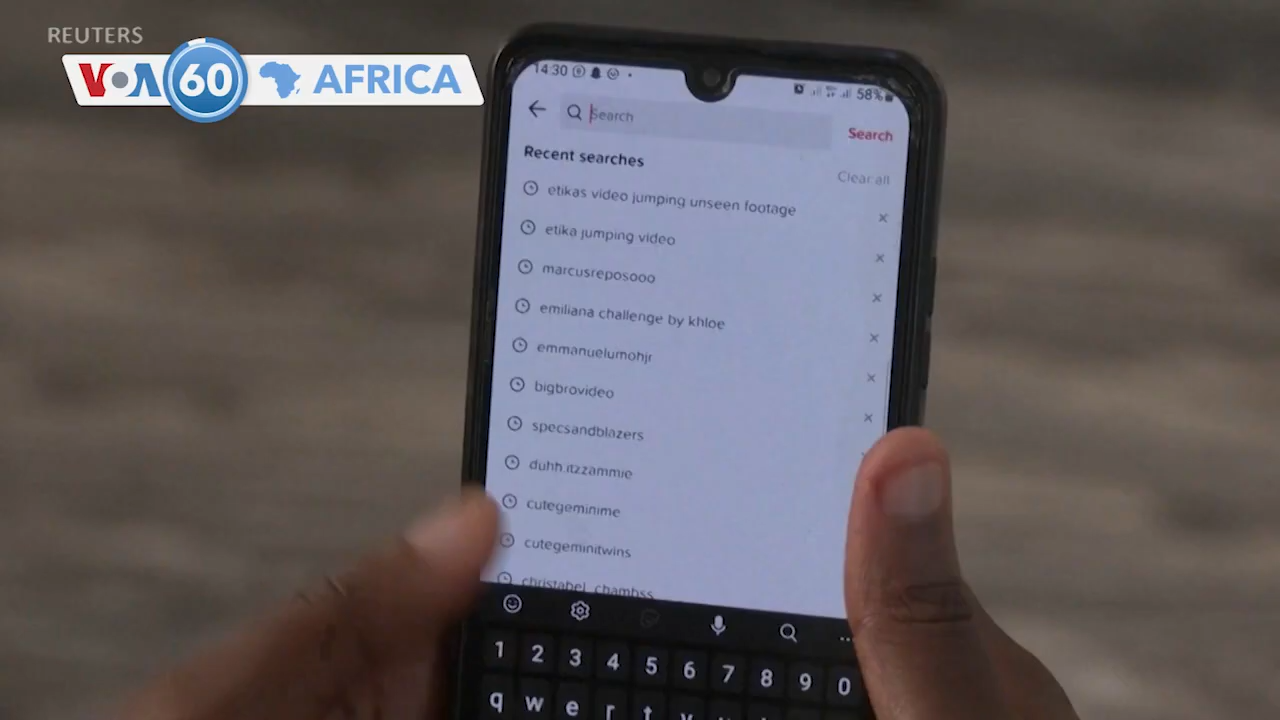 REUTERS
VOA 60 AFRICA
14:30
58%
Search
Search
Recent searches
Clear all
etikas video jumping unseen footage
etika jumping video
marcusreposooo
emiliana challenge by khloe
emmanuelumohjr
bigbrovideo
specsandblazers
duhh.itzzammie
cutegeminime
cutegeminitwins
christabel_chambss
1 2 3 4 5 6 7 8 9 0
q w e r t y